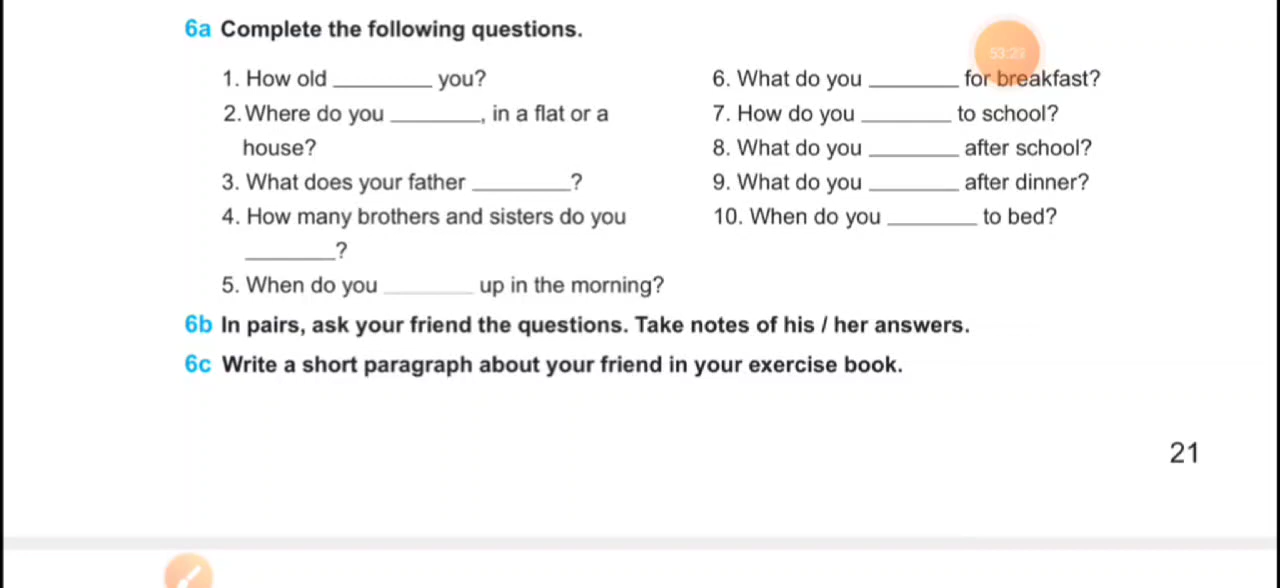 6a Complete the following questions.
1. How old ________ you?
2. Where do you ________, in a flat or a
house?
3. What does your father ________?
4. How many brothers and sisters do you
________?
5. When do you ________ up in the morning?
6. What do you ________ for breakfast?
7. How do you ________ to school?
8. What do you ________ after school?
9. What do you ________ after dinner?
10. When do you ________ to bed?
53:23
6b In pairs, ask your friend the questions. Take notes of his / her answers.
6c Write a short paragraph about your friend in your exercise book.
21